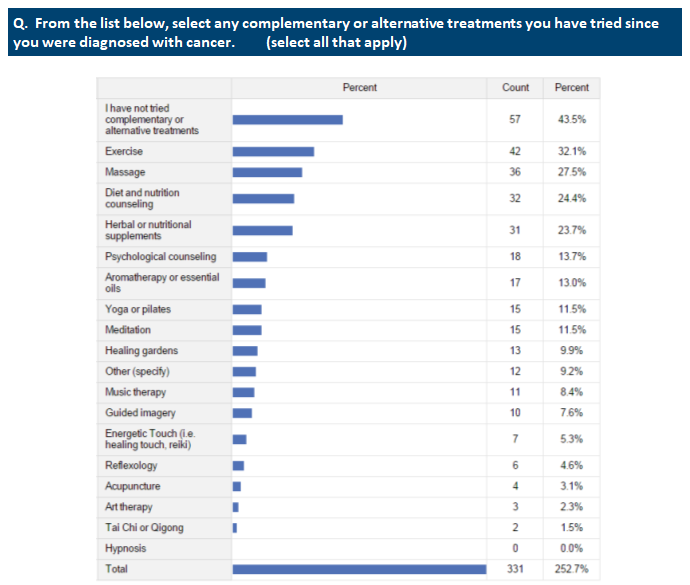 Q. From the list below, select any complementary or alternative treatments you have tried since
you were diagnosed with cancer. (select all that apply)
Percent Count Percent
I have not tried
complementary or
alternative treatments 57 43.5%
Exercise 42 32.1%
Massage 36 27.5%
Diet and nutrition
counseling 32 24.4%
Herbal or nutritional
supplements 31 23.7%
Psychological counseling 18 13.7%
Aromatherapy or essential
oils 17 13.0%
Yoga or pilates 15 11.5%
Meditation 15 11.5%
Healing gardens 13 9.9%
Other (specify) 12 9.2%
Music therapy 11 8.4%
Guided imagery 10 7.6%
Energetic Touch (i.e.
healing touch, reiki) 7 5.3%
Reflexology 6 4.6%
Acupuncture 4 3.1%
Art therapy 3 2.3%
Tai Chi or Qigong 2 1.5%
Hypnosis 0 0.0%
Total 331 252.7%